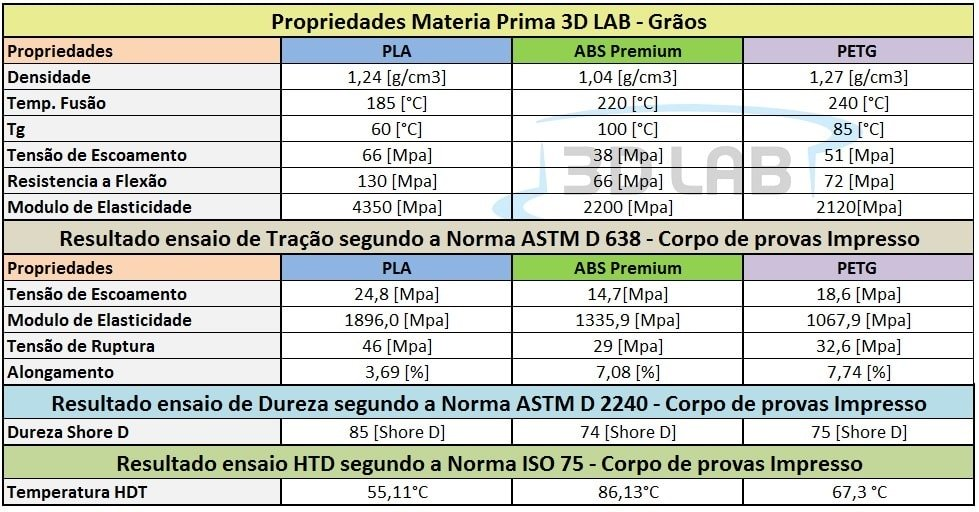 Propriedades Materia Prima 3D LAB - Grãos
Propriedades PLA ABS Premium PETG
Densidade 1,24 [g/cm3] 1,04 [g/cm3] 1,27 [g/cm3]
Temp. Fusão 185 [°C] 220 [°C] 240 [°C]
Tg 60 [°C] 100 [°C] 85 [°C]
Tensão de Escoamento 66 [Mpa] 38 [Mpa] 51 [Mpa]
Resistencia a Flexão 130 [Mpa] 66 [Mpa] 72 [Mpa]
Modulo de Elasticidade 4350 [Mpa] 2200 [Mpa] 2120[Mpa]
3D LAB
Resultado ensaio de Tração segundo a Norma ASTM D 638 - Corpo de provas Impresso
Propriedades PLA ABS Premium PETG
Tensão de Escoamento 24,8 [Mpa] 14,7[Mpa] 18,6 [Mpa]
Modulo de Elasticidade 1896,0 [Mpa] 1335,9 [Mpa] 1067,9 [Mpa]
Tensão de Ruptura 46 [Mpa] 29 [Mpa] 32,6 [Mpa]
Alongamento 3,69 [%] 7,08 [%] 7,74 [%]
Resultado ensaio de Dureza segundo a Norma ASTM D 2240 - Corpo de provas Impresso
Dureza Shore D 85 [Shore D] 74 [Shore D] 75 [Shore D]
Resultado ensaio HTD segundo a Norma ISO 75 - Corpo de provas Impresso
Temperatura HDT 55,11°C 86,13°C 67,3 °C